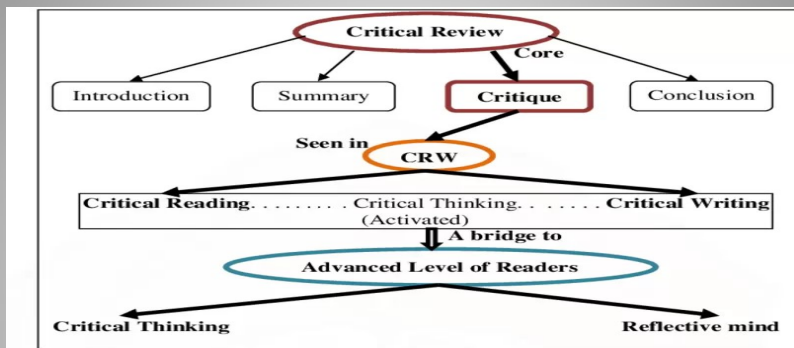 Critical Review
Core
Introduction
Summary
Critique
Conclusion
Seen in
CRW
Critical Reading. . . . . . . . . Critical Thinking. . . . . . . . Critical Writing
(Activated)
A bridge to
Advanced Level of Readers
Critical Thinking
Reflective mind